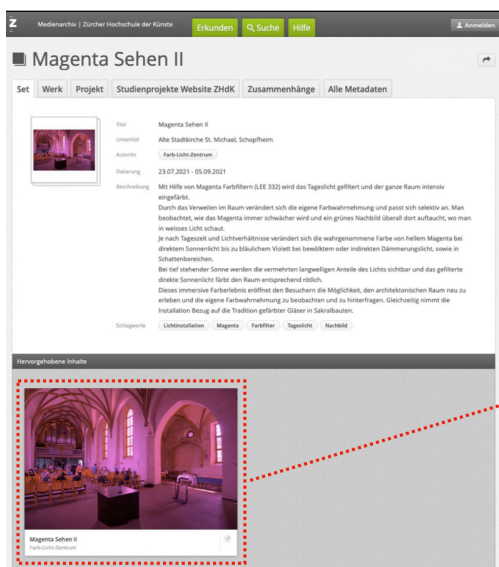 Z Medienarchiv | Zürcher Hochschule der Künste Erkunden Suche Hilfe Anmelden
Magenta Sehen II
Set Werk Projekt Studienprojekte Website ZHdK Zusammenhänge Alle Metadaten
Titel Magenta Sehen II
Untertitel Alte Stadtkirche St. Michael, Schopfheim
AutorIn Farb-Licht-Zentrum
Datierung 23.07.2021 - 05.09.2021
Beschreibung Mit Hilfe von Magenta Farbfiltern (LEE 332) wird das Tageslicht gefiltert und der ganze Raum intensiv
eingefärbt.
Durch das Verweilen im Raum verändert sich die eigene Farbwahrnehmung und passt sich selektiv an. Man
beobachtet, wie das Magenta immer schwächer wird und ein grünes Nachbild überall dort auftaucht, wo man
in weisses Licht schaut.
Je nach Tageszeit und Lichtverhältnisse verändert sich die wahrgenommene Farbe von hellem Magenta bei
direktem Sonnenlicht bis zu bläulichem Violett bei bewölktem oder indirekten Dämmerungslicht, sowie in
Schattenbereichen.
Bei tief stehender Sonne werden die vermehrten langwelligen Anteile des Lichts sichtbar und das gefilterte
direkte Sonnenlicht färbt den Raum entsprechend rötlich.
Dieses immersive Farberlebnis eröffnet den Besuchern die Möglichkeit, den architektonischen Raum neu zu
erleben und die eigene Farbwahrnehmung zu beobachten und zu hinterfragen. Gleichzeitig nimmt die
Installation Bezug auf die Tradition gefärbter Gläser in Sakralbauten.
Schlagworte Lichtinstallation Magenta Farbfilter Tageslicht Nachbild
Hervorgehobene Inhalte
Magenta Sehen II
Farb-Licht-Zentrum